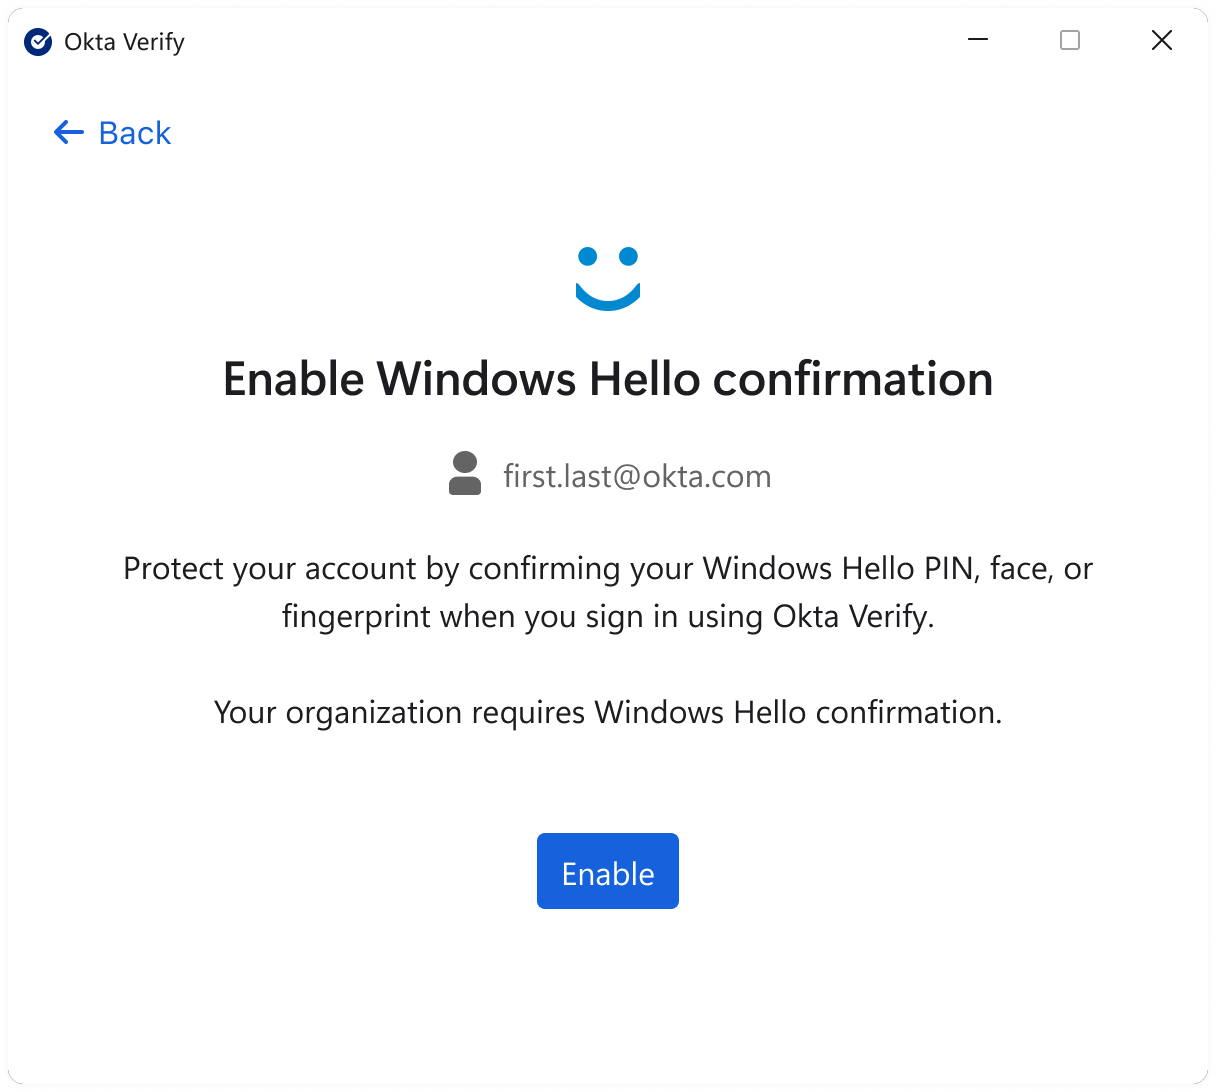 Okta Verify
Back
Enable Windows Hello confirmation
first.last@okta.com
Protect your account by confirming your Windows Hello PIN, face, or
fingerprint when you sign in using Okta Verify.
Your organization requires Windows Hello confirmation.
Enable